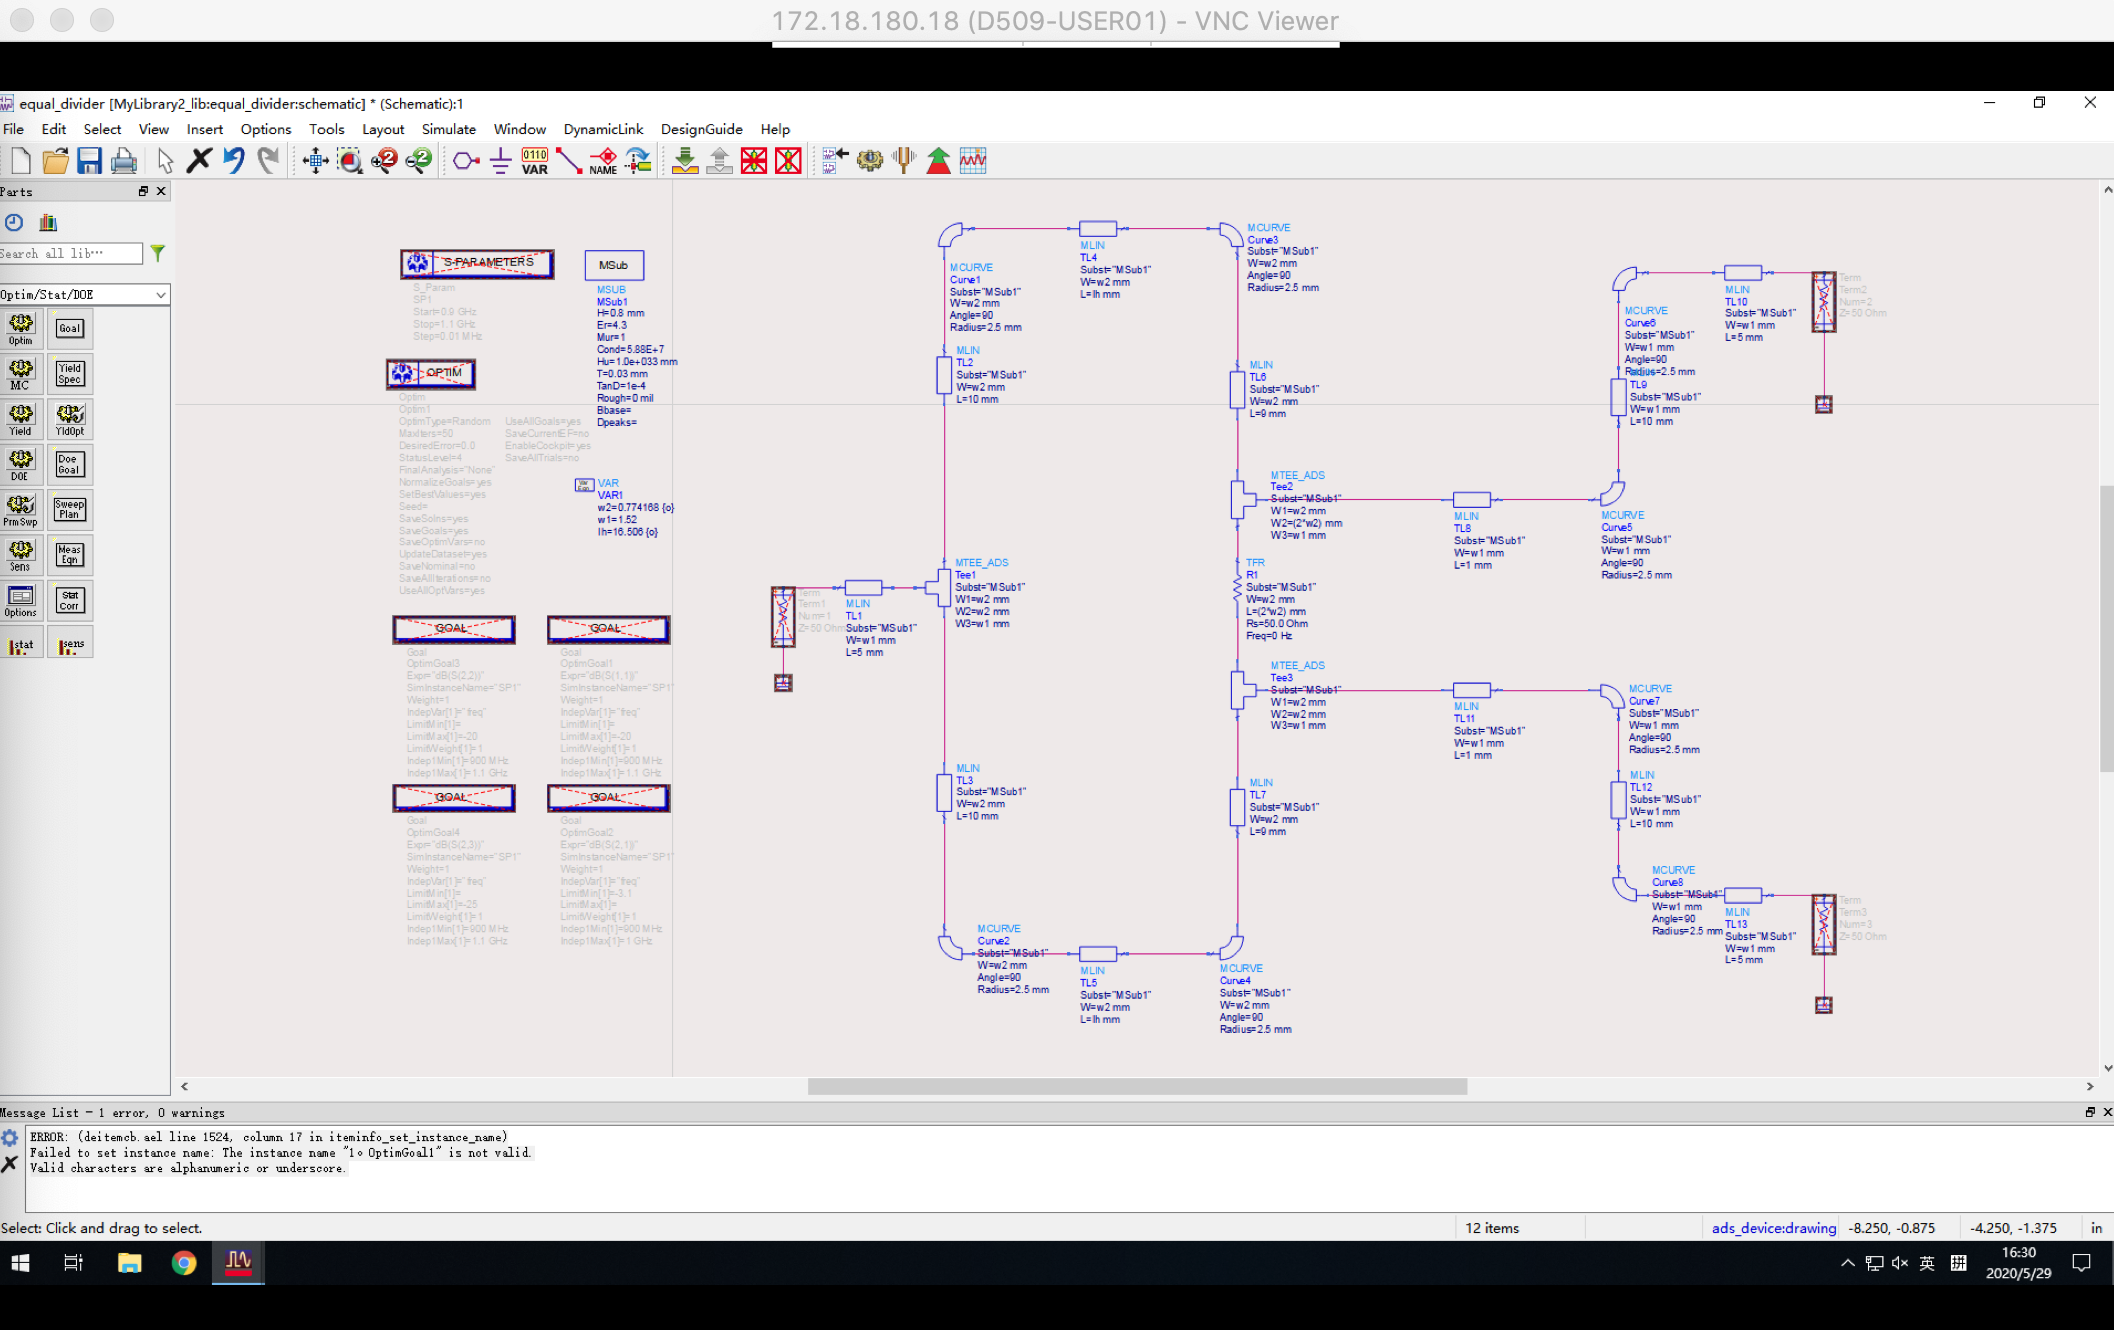 172.18.180.18 (D509-USER01) - VNC Viewer
equal_divider [MyLibrary2_lib:equal_divider:schematic] * (Schematic):1
File Edit Select View Insert Options Tools Layout Simulate Window DynamicLink DesignGuide Help
0110
VAR
NAME
Parts
Search all lib...
Optim/Stat/DOE
Optim
Goal
MC
Yield Spec
Yield
YldOpt
DOE
Doe Goal
Prm Swp
Sweep Plan
Sens
Meas Eqn
Options
Stat Corr
stat
sens
S-PARAMETERS
S_Param
SP1
Start=0.9 GHz
Stop=1.1 GHz
Step=0.01 MHz
MSub
MSUB
MSub1
H=0.8 mm
Er=4.3
Mur=1
Cond=5.88E+7
Hu=1.0e+033 mm
T=0.03 mm
TanD=1e-4
Rough=0 mil
Bbase=
Dpeaks=
OPTIM
Optim
Optim1
OptimType=Random
MaxIters=50
DesiredError=0.0
StatusLevel=4
FinalAnalysis="None"
NormalizeGoals=yes
SetBestValues=yes
Seed=
SaveSolns=yes
SaveGoals=yes
SaveOptimVars=no
UpdateDataset=yes
SaveNominal=no
SaveAllIterations=no
UseAllOptVars=yes
UseAllGoals=yes
SaveCurrentEF=no
EnableCockpit=yes
SaveAllTrials=no
Var Eqn
VAR
VAR1
w2=0.774168 {o}
w1=1.52
lh=16.506 {o}
GOAL
Goal
OptimGoal3
Expr="dB(S(2,2))"
SimInstanceName="SP1"
Weight=1
IndepVar[1]="freq"
LimitMin[1]=
LimitMax[1]=-20
LimitWeight[1]=1
Indep1Min[1]=900 MHz
Indep1Max[1]=1.1 GHz
GOAL
Goal
OptimGoal1
Expr="dB(S(1,1))"
SimInstanceName="SP1"
Weight=1
IndepVar[1]="freq"
LimitMin[1]=
LimitMax[1]=-20
LimitWeight[1]=1
Indep1Min[1]=900 MHz
Indep1Max[1]=1.1 GHz
GOAL
Goal
OptimGoal4
Expr="dB(S(2,3))"
SimInstanceName="SP1"
Weight=1
IndepVar[1]="freq"
LimitMin[1]=
LimitMax[1]=-25
LimitWeight[1]=1
Indep1Min[1]=900 MHz
Indep1Max[1]=1.1 GHz
GOAL
Goal
OptimGoal2
Expr="dB(S(2,1))"
SimInstanceName="SP1"
Weight=1
IndepVar[1]="freq"
LimitMin[1]=-3.1
LimitMax[1]=
LimitWeight[1]=1
Indep1Min[1]=900 MHz
Indep1Max[1]=1 GHz
Term
Term1
Num=1
Z=50 Ohm
MLIN
TL1
Subst="MSub1"
W=w1 mm
L=5 mm
MTEE_ADS
Tee1
Subst="MSub1"
W1=w2 mm
W2=w2 mm
W3=w1 mm
MCURVE
Curve1
Subst="MSub1"
W=w2 mm
Angle=90
Radius=2.5 mm
MLIN
TL2
Subst="MSub1"
W=w2 mm
L=10 mm
MLIN
TL4
Subst="MSub1"
W=w2 mm
L=lh mm
MCURVE
Curve3
Subst="MSub1"
W=w2 mm
Angle=90
Radius=2.5 mm
MLIN
TL6
Subst="MSub1"
W=w2 mm
L=9 mm
MTEE_ADS
Tee2
Subst="MSub1"
W1=w2 mm
W2=(2*w2) mm
W3=w1 mm
TFR
R1
Subst="MSub1"
W=w2 mm
L=(2*w2) mm
Rs=50.0 Ohm
Freq=0 Hz
MTEE_ADS
Tee3
Subst="MSub1"
W1=w2 mm
W2=w2 mm
W3=w1 mm
MLIN
TL3
Subst="MSub1"
W=w2 mm
L=10 mm
MLIN
TL7
Subst="MSub1"
W=w2 mm
L=9 mm
MCURVE
Curve2
Subst="MSub1"
W=w2 mm
Angle=90
Radius=2.5 mm
MLIN
TL5
Subst="MSub1"
W=w2 mm
L=lh mm
MCURVE
Curve4
Subst="MSub1"
W=w2 mm
Angle=90
Radius=2.5 mm
MLIN
TL8
Subst="MSub1"
W=w1 mm
L=1 mm
MCURVE
Curve5
Subst="MSub1"
W=w1 mm
Angle=90
Radius=2.5 mm
MCURVE
Curve6
Subst="MSub1"
W=w1 mm
Angle=90
Radius=2.5 mm
TL9
Subst="MSub1"
W=w1 mm
L=10 mm
MLIN
TL10
Subst="MSub1"
W=w1 mm
L=5 mm
Term
Term2
Num=2
Z=50 Ohm
MLIN
TL11
Subst="MSub1"
W=w1 mm
L=1 mm
MCURVE
Curve7
Subst="MSub1"
W=w1 mm
Angle=90
Radius=2.5 mm
MLIN
TL12
Subst="MSub1"
W=w1 mm
L=10 mm
MCURVE
Curve8
Subst="MSub1"
W=w1 mm
Angle=90
Radius=2.5 mm
MLIN
TL13
Subst="MSub1"
W=w1 mm
L=5 mm
Term
Term3
Num=3
Z=50 Ohm
Message List - 1 error, 0 warnings
ERROR: (deitemcb.ael line 1524, column 17 in iteminfo_set_instance_name)
Failed to set instance name: The instance name "1。OptimGoal1" is not valid.
Valid characters are alphanumeric or underscore.
Select: Click and drag to select.
12 items
ads_device:drawing
-8.250, -0.875
-4.250, -1.375
in
英 拼
16:30
2020/5/29